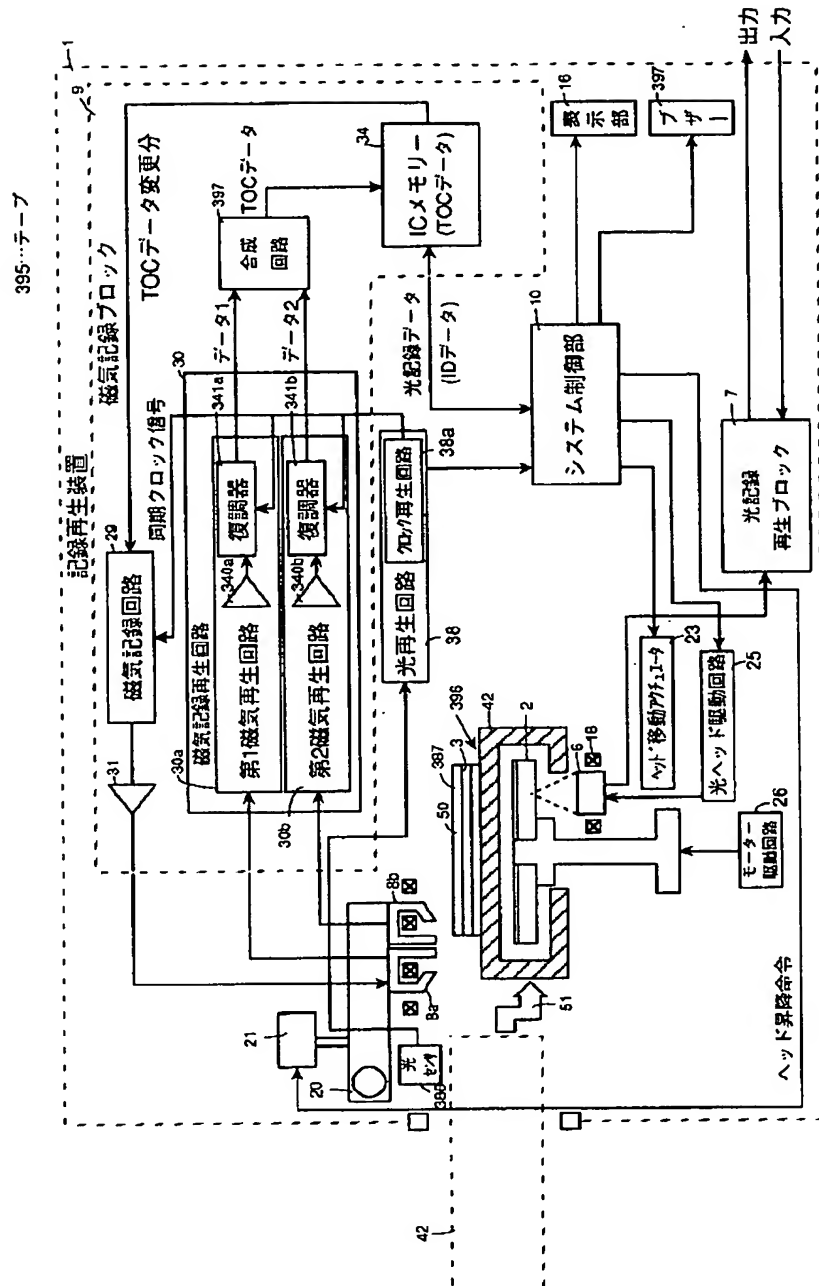 395…テープ
1
9
記録再生装置
磁気記録ブロック
TOCデータ変更分
同期クロック信号
29
磁気記録回路
31
30
磁気記録再生回路
30a
第1磁気再生回路
340a
341a
復調器
データ1
30b
第2磁気再生回路
340b
341b
復調器
データ2
397
合成
回路
TOCデータ
34
ICメモリー
(TOCデータ)
光記録データ
(IDデータ)
38
光再生回路
38a
クロック再生回路
10
システム制御部
16
表示部
397
ブザー
7
光記録
再生ブロック
出力
入力
21
20
8a
8b
光
センサ
42
51
387
50
3
396
42
2
6
18
23
ヘッド移動アクチュエータ
25
光ヘッド駆動回路
26
モーター
駆動回路
ヘッド昇降命令